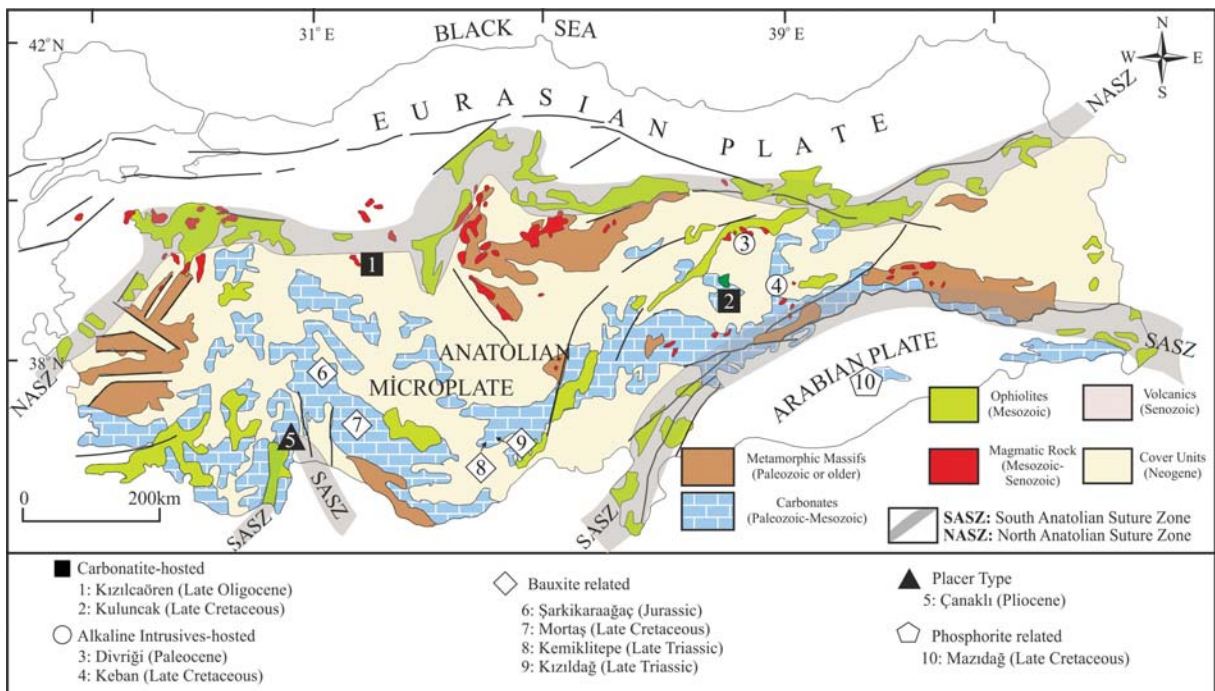 31°E
39°E
42°N
BLACK SEA
N
W E
S
NASZ
EURASIAN PLATE
1
3
2
4
38°N
ANATOLIAN
MİCROPLATE
NASZ
6
7
5
8
9
10
ARABIAN PLATE
SASZ
SASZ
SASZ
SASZ
0 200km
Ophiolites
(Mesozoic)
Volcanics
(Senozoic)
Metamorphic Massifs
(Paleozoic or older)
Magmatic Rock
(Mesozoic-
Senozoic)
Cover Units
(Neogene)
Carbonates
(Paleozoic-Mesozoic)
SASZ: South Anatolian Suture Zone
NASZ: North Anatolian Suture Zone
Carbonatite-hosted
1: Kızılcaören (Late Oligocene)
2: Kuluncak (Late Cretaceous)
Alkaline Intrusives-hosted
3: Divriği (Paleocene)
4: Keban (Late Cretaceous)
Bauxite related
6: Şarkikaraağaç (Jurassic)
7: Mortaş (Late Cretaceous)
8: Kemiklitepe (Late Triassic)
9: Kızıldağ (Late Triassic)
Placer Type
5: Çanaklı (Pliocene)
Phosphorite related
10: Mazıdağ (Late Cretaceous)